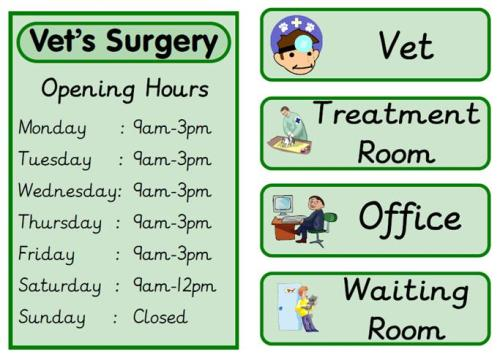 Vet's Surgery
Opening Hours
Monday : 9am-3pm
Tuesday : 9am-3pm
Wednesday: 9am-3pm
Thursday : 9am-3pm
Friday : 9am-3pm
Saturday : 9am-12pm
Sunday : Closed
Vet
Treatment
Room
Office
Waiting
Room